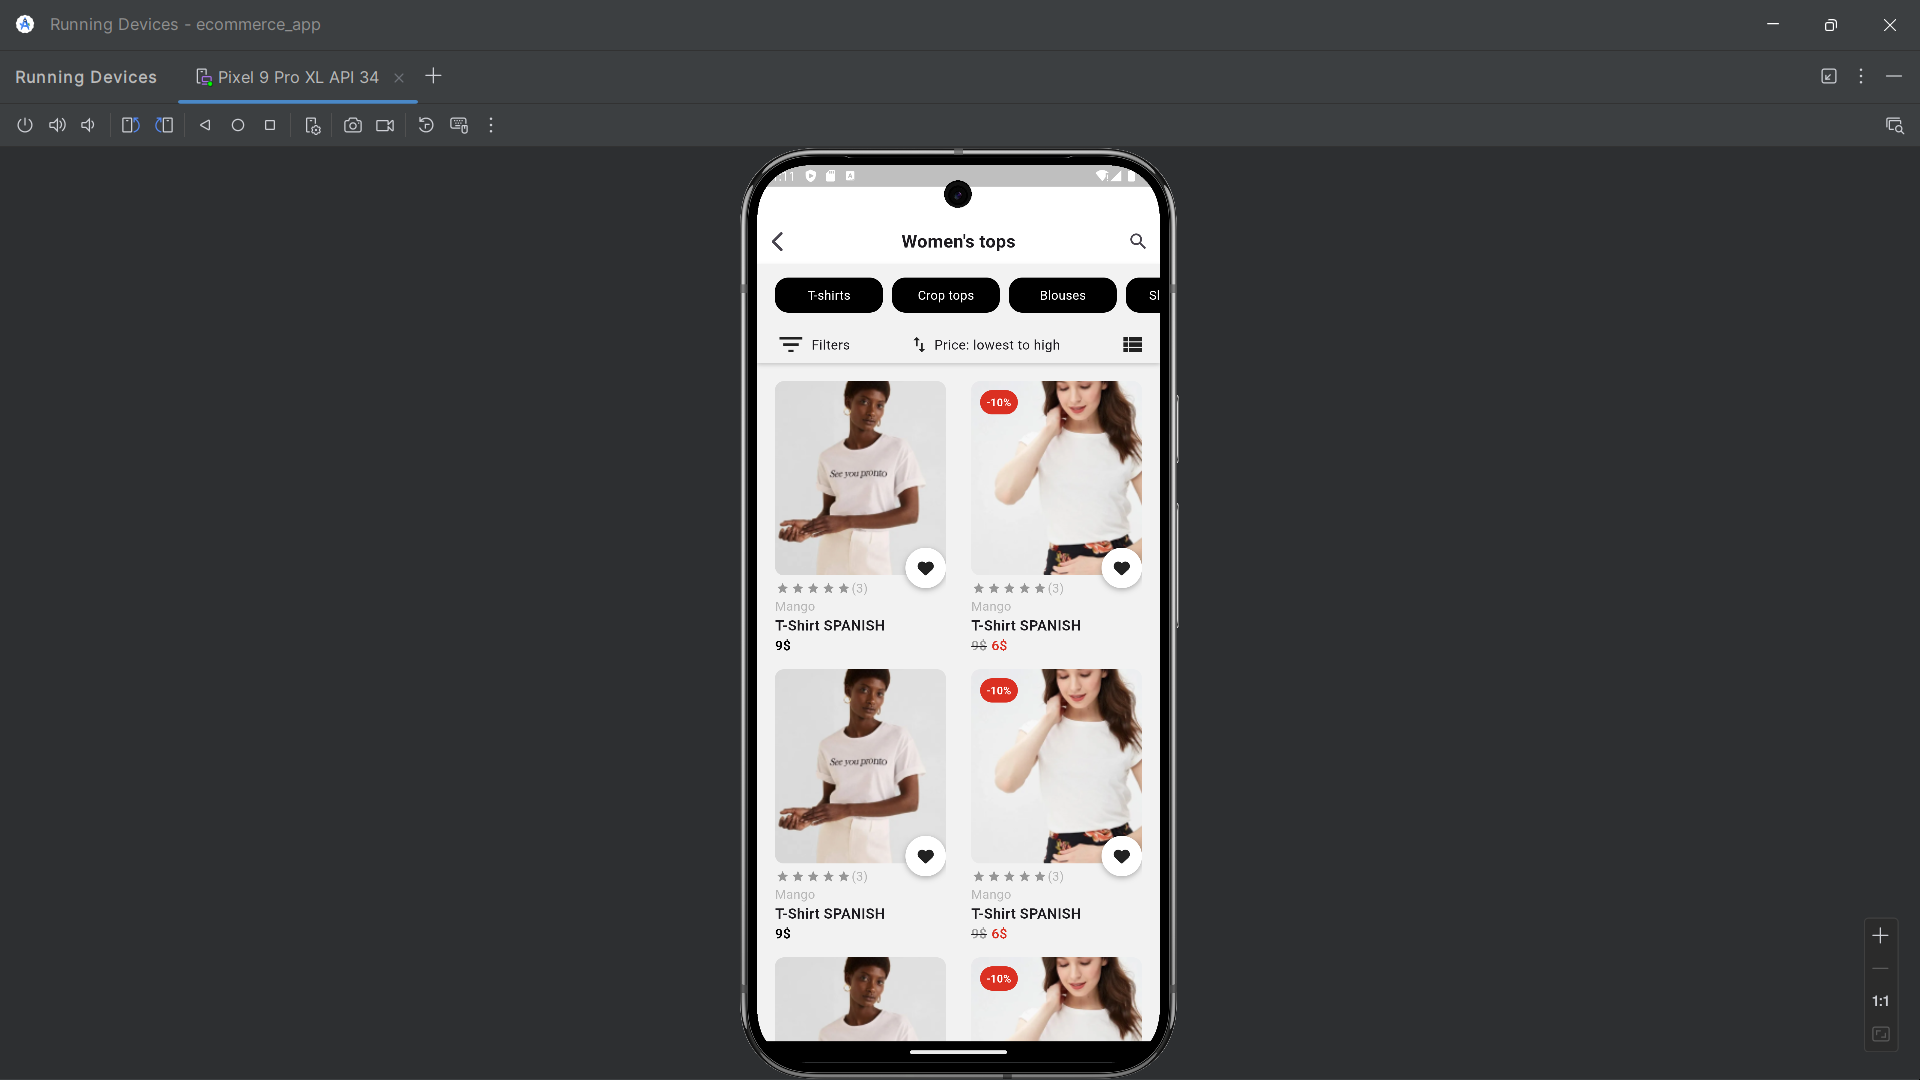 Running Devices - ecommerce_app
Running Devices
Pixel 9 Pro XL API 34
Women's tops
T-shirts
Crop tops
Blouses
Filters
Price: lowest to high
-10%
See you pronto
(3)
(3)
Mango
Mango
T-Shirt SPANISH
T-Shirt SPANISH
9$
9$ 6$
-10%
See you pronto
(3)
(3)
Mango
Mango
T-Shirt SPANISH
T-Shirt SPANISH
9$
9$ 6$
-10%
1:1